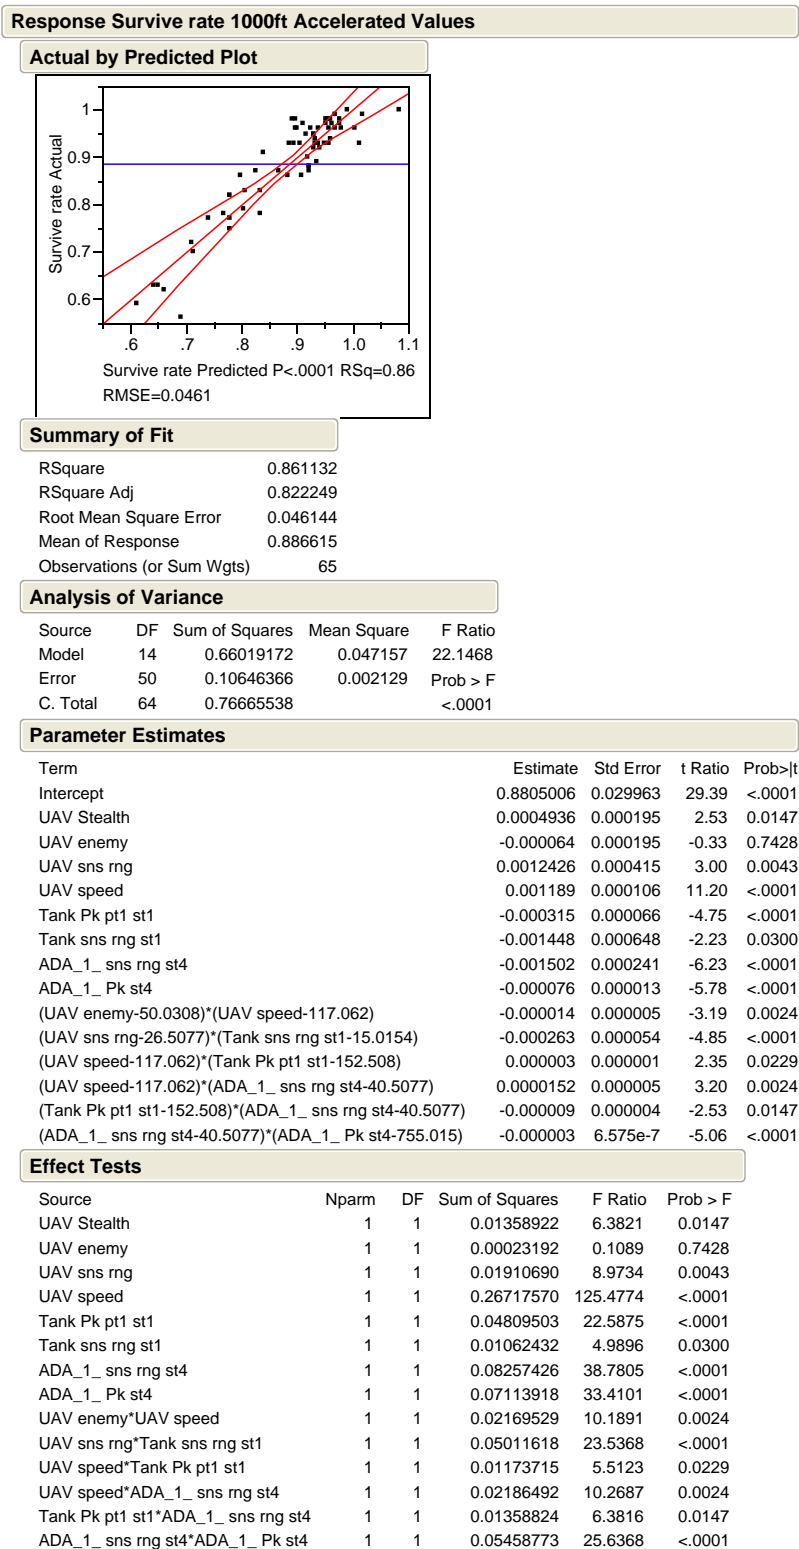 Response Survive rate 1000ft Accelerated Values
Actual by Predicted Plot
1
0.9
0.8
0.7
0.6
Survive rate Actual
.6 .7 .8 .9 1.0 1.1
Survive rate Predicted P<.0001 RSq=0.86
RMSE=0.0461
Summary of Fit
RSquare 0.861132
RSquare Adj 0.822249
Root Mean Square Error 0.046144
Mean of Response 0.886615
Observations (or Sum Wgts) 65
Analysis of Variance
Source DF Sum of Squares Mean Square F Ratio
Model 14 0.66019172 0.047157 22.1468
Error 50 0.10646366 0.002129 Prob > F
C. Total 64 0.76665538 <.0001
Parameter Estimates
Term Estimate Std Error t Ratio Prob>|t
Intercept 0.8805006 0.029963 29.39 <.0001
UAV Stealth 0.0004936 0.000195 2.53 0.0147
UAV enemy -0.000064 0.000195 -0.33 0.7428
UAV sns rng 0.0012426 0.000415 3.00 0.0043
UAV speed 0.001189 0.000106 11.20 <.0001
Tank Pk pt1 st1 -0.000315 0.000066 -4.75 <.0001
Tank sns rng st1 -0.001448 0.000648 -2.23 0.0300
ADA_1_ sns rng st4 -0.001502 0.000241 -6.23 <.0001
ADA_1_ Pk st4 -0.000076 0.000013 -5.78 <.0001
(UAV enemy-50.0308)*(UAV speed-117.062) -0.000014 0.000005 -3.19 0.0024
(UAV sns rng-26.5077)*(Tank sns rng st1-15.0154) -0.000263 0.000054 -4.85 <.0001
(UAV speed-117.062)*(Tank Pk pt1 st1-152.508) 0.000003 0.000001 2.35 0.0229
(UAV speed-117.062)*(ADA_1_ sns rng st4-40.5077) 0.0000152 0.000005 3.20 0.0024
(Tank Pk pt1 st1-152.508)*(ADA_1_ sns rng st4-40.5077) -0.000009 0.000004 -2.53 0.0147
(ADA_1_ sns rng st4-40.5077)*(ADA_1_ Pk st4-755.015) -0.000003 6.575e-7 -5.06 <.0001
Effect Tests
Source Nparm DF Sum of Squares F Ratio Prob > F
UAV Stealth 1 1 0.01358922 6.3821 0.0147
UAV enemy 1 1 0.00023192 0.1089 0.7428
UAV sns rng 1 1 0.01910690 8.9734 0.0043
UAV speed 1 1 0.26717570 125.4774 <.0001
Tank Pk pt1 st1 1 1 0.04809503 22.5875 <.0001
Tank sns rng st1 1 1 0.01062432 4.9896 0.0300
ADA_1_ sns rng st4 1 1 0.08257426 38.7805 <.0001
ADA_1_ Pk st4 1 1 0.07113918 33.4101 <.0001
UAV enemy*UAV speed 1 1 0.02169529 10.1891 0.0024
UAV sns rng*Tank sns rng st1 1 1 0.05011618 23.5368 <.0001
UAV speed*Tank Pk pt1 st1 1 1 0.01173715 5.5123 0.0229
UAV speed*ADA_1_ sns rng st4 1 1 0.02186492 10.2687 0.0024
Tank Pk pt1 st1*ADA_1_ sns rng st4 1 1 0.01358824 6.3816 0.0147
ADA_1_ sns rng st4*ADA_1_ Pk st4 1 1 0.05458773 25.6368 <.0001